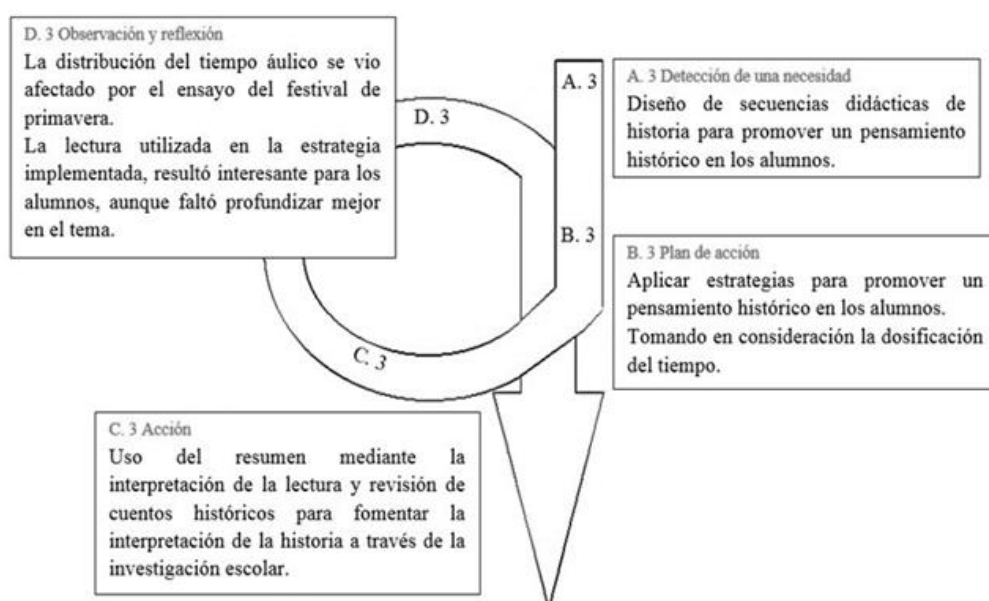 D. 3 Observación y reflexión
La distribución del tiempo áulico se vio
afectado por el ensayo del festival de
primavera.
La lectura utilizada en la estrategia
implementada, resultó interesante para los
alumnos, aunque faltó profundizar mejor
en el tema.
D. 3
A. 3
A. 3 Detección de una necesidad
Diseño de secuencias didácticas de
historia para promover un pensamiento
histórico en los alumnos.
B. 3
B. 3 Plan de acción
Aplicar estrategias para promover un
pensamiento histórico en los alumnos.
Tomando en consideración la dosificación
del tiempo.
C. 3
C. 3 Acción
Uso del resumen mediante la
interpretación de la lectura y revisión de
cuentos históricos para fomentar la
interpretación de la historia a través de la
investigación escolar.